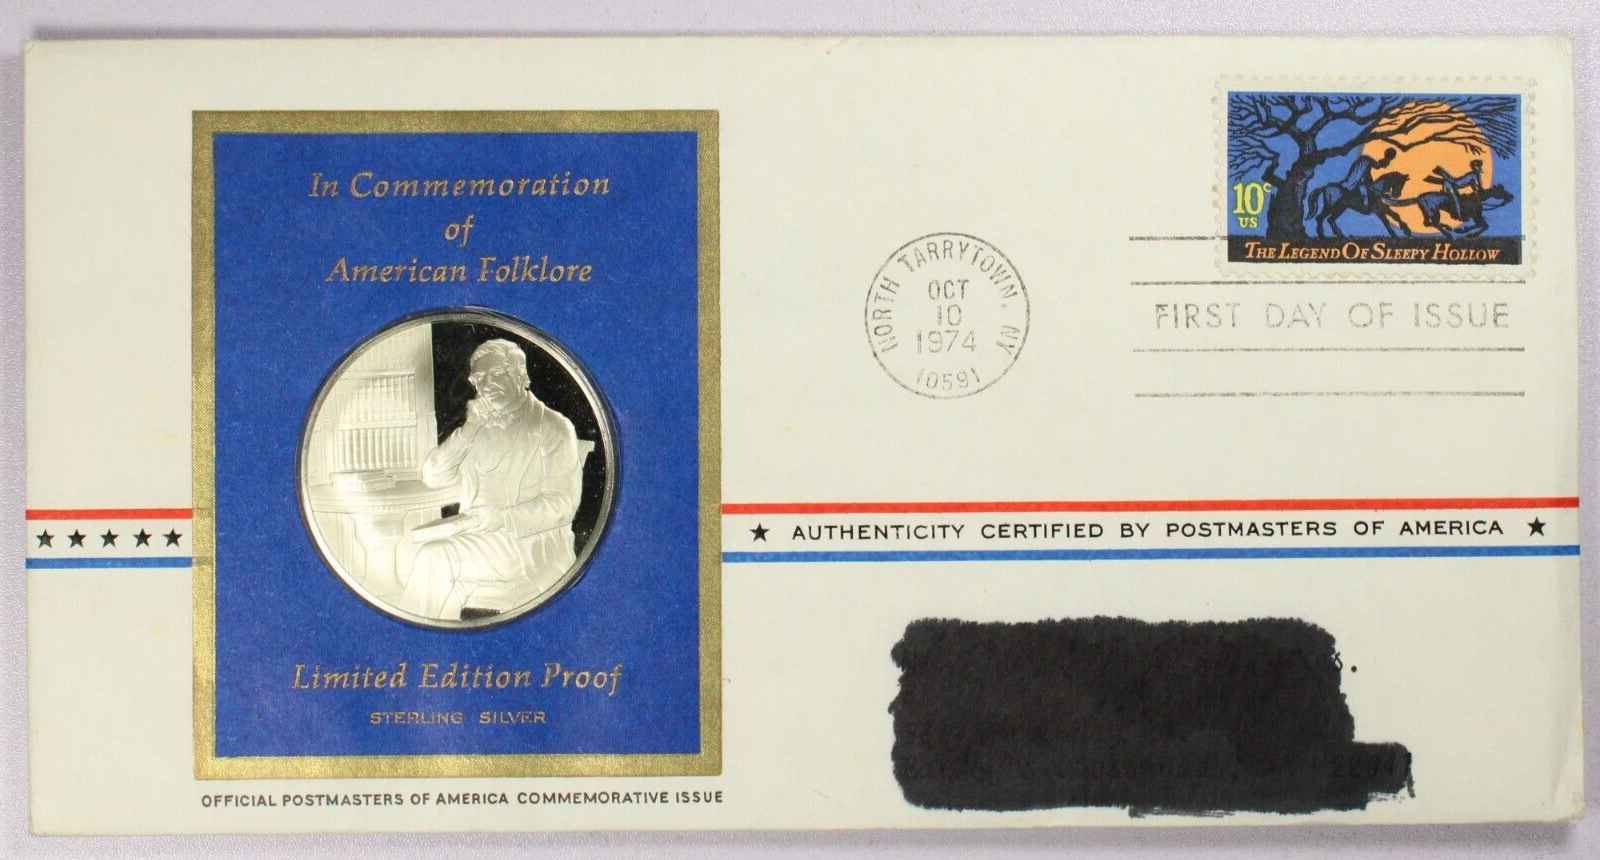 In Commemoration
of
American Folklore
Limited Edition Proof
STERLING SILVER
OFFICIAL POSTMASTERS OF AMERICA COMMEMORATIVE ISSUE
10c
US
THE LEGEND OF SLEEPY HOLLOW
NORTH TARRYTOWN, NY
OCT
10
1974
10591
FIRST DAY OF ISSUE
★ AUTHENTICITY CERTIFIED BY POSTMASTERS OF AMERICA ★